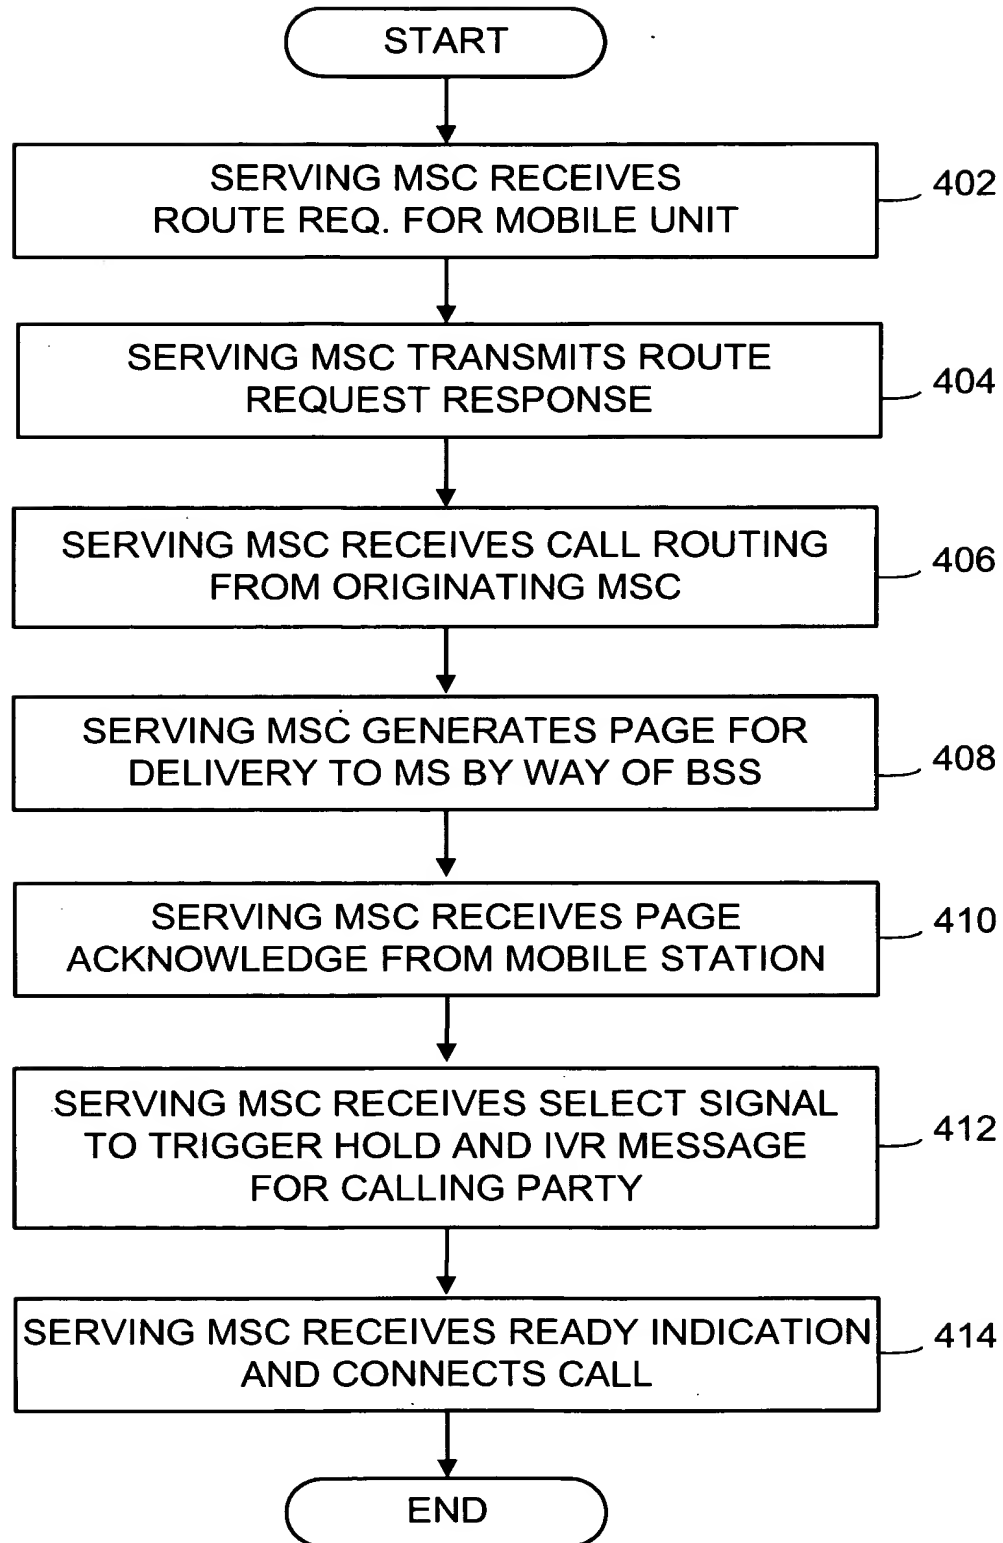 START
SERVING MSC RECEIVES
ROUTE REQ. FOR MOBILE UNIT
402
SERVING MSC TRANSMITS ROUTE
REQUEST RESPONSE
404
SERVING MSC RECEIVES CALL ROUTING
FROM ORIGINATING MSC
406
SERVING MSC GENERATES PAGE FOR
DELIVERY TO MS BY WAY OF BSS
408
SERVING MSC RECEIVES PAGE
ACKNOWLEDGE FROM MOBILE STATION
410
SERVING MSC RECEIVES SELECT SIGNAL
TO TRIGGER HOLD AND IVR MESSAGE
FOR CALLING PARTY
412
SERVING MSC RECEIVES READY INDICATION
AND CONNECTS CALL
414
END